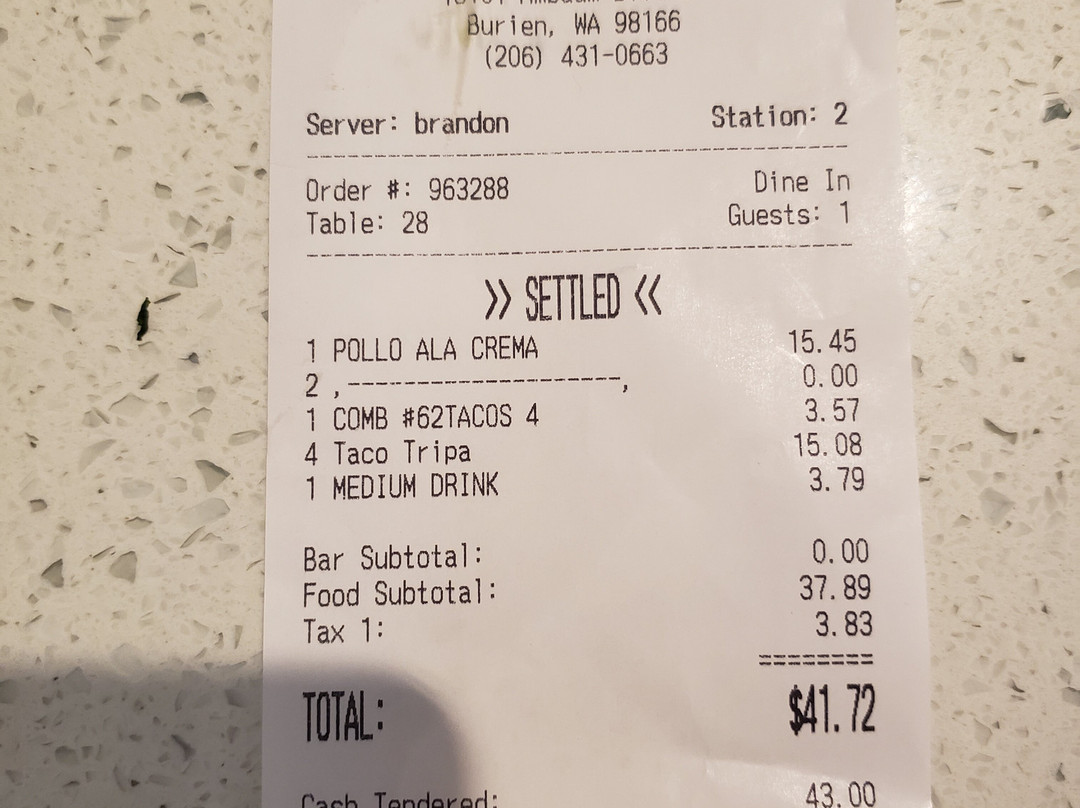 Burien, WA 98166
(206) 431-0663
Server: brandon Station: 2
Order #: 963288 Dine In
Table: 28 Guests: 1
>> SETTLED <<
1 POLLO ALA CREMA 15.45
2 ,--------------------, 0.00
1 COMB #62TACOS 4 3.57
4 Taco Tripa 15.08
1 MEDIUM DRINK 3.79
Bar Subtotal: 0.00
Food Subtotal: 37.89
Tax 1: 3.83
========
TOTAL: $41.72
Cash Tendered: 43.00